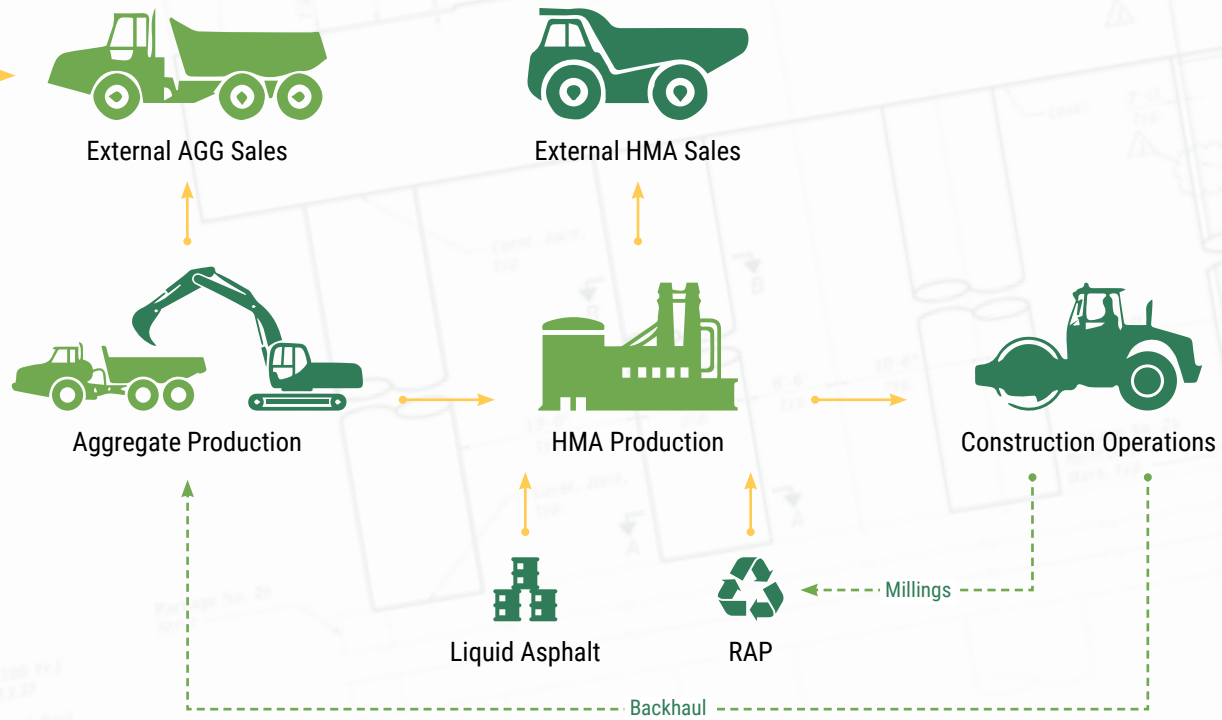 External AGG Sales
External HMA Sales
Aggregate Production
HMA Production
Construction Operations
Millings
Liquid Asphalt
RAP
Backhaul